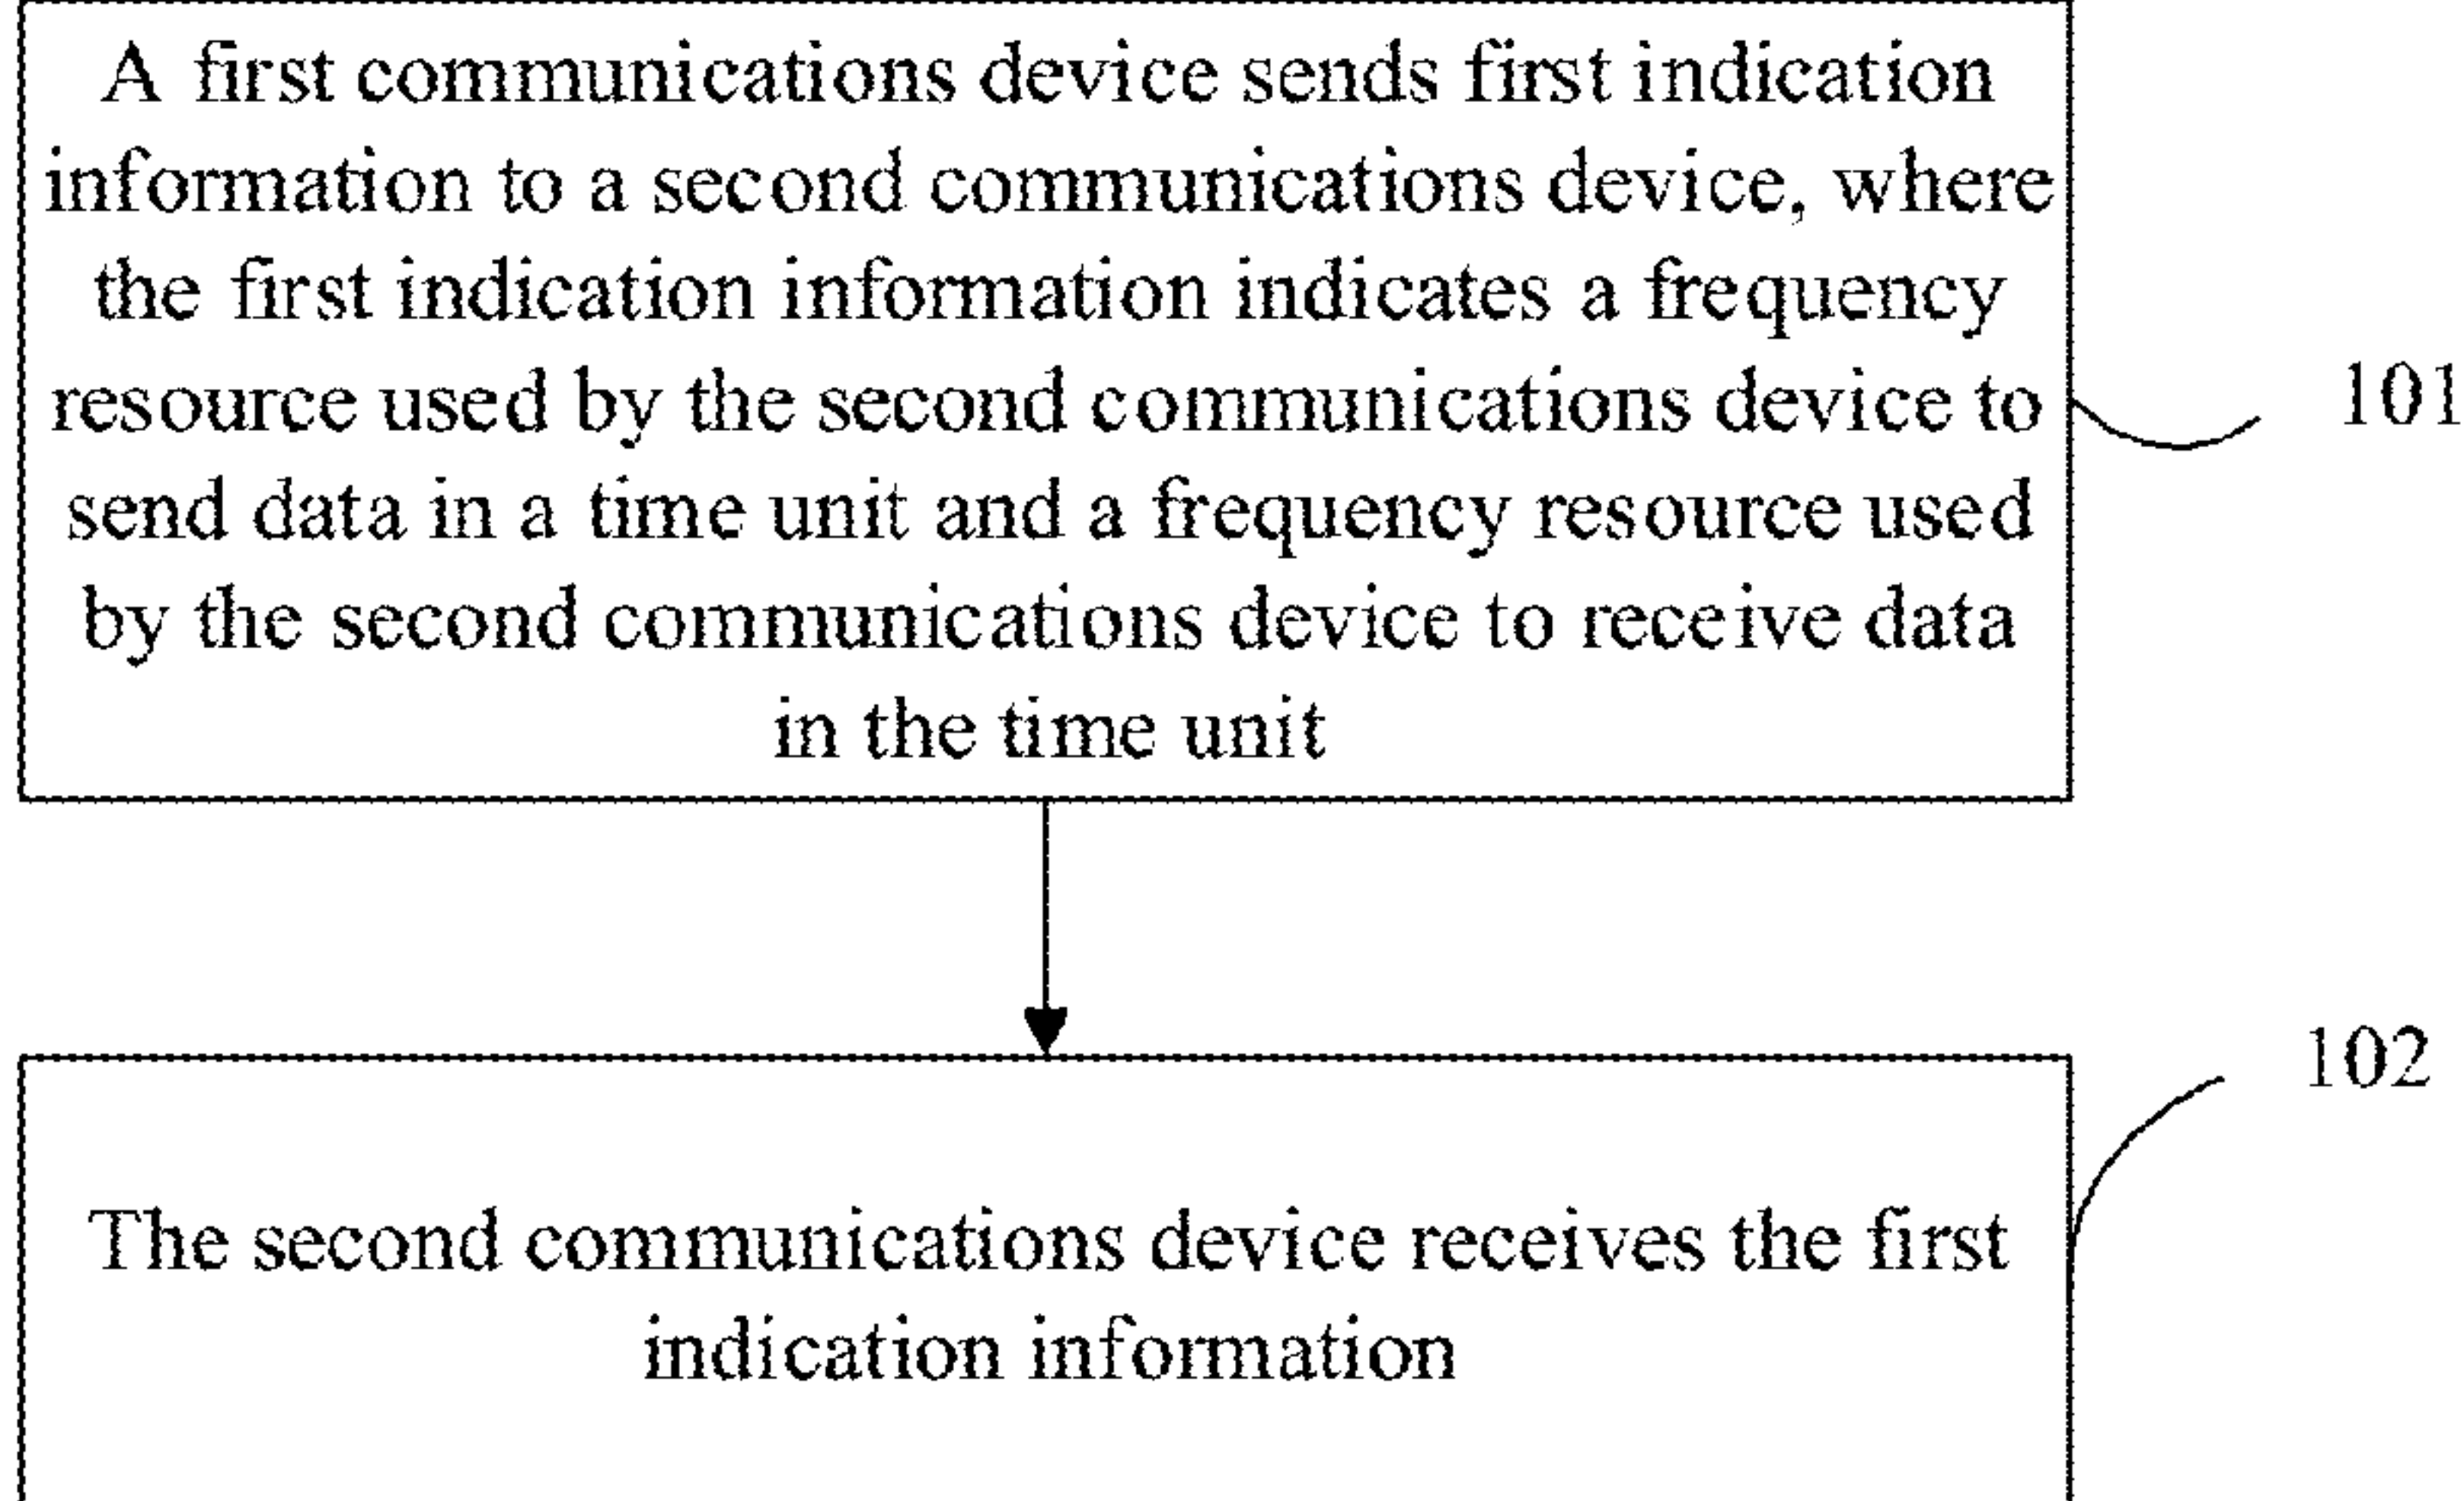 A first communications device sends first indication
information to a second communications device, where
the first indication information indicates a frequency
resource used by the second communications device to
send data in a time unit and a frequency resource used
by the second communications device to receive data
in the time unit
101
102
The second communications device receives the first
indication information